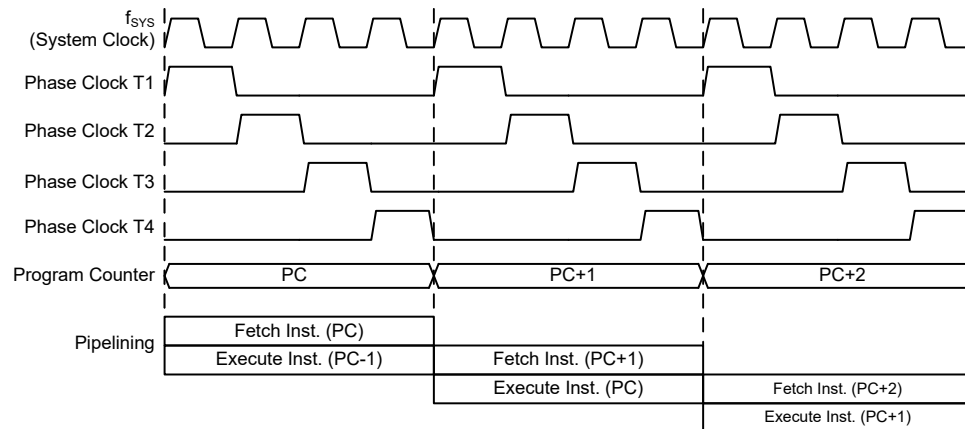 fSYS
(System Clock)
Phase Clock T1
Phase Clock T2
Phase Clock T3
Phase Clock T4
Program Counter PC PC+1 PC+2
Pipelining
Fetch Inst. (PC)
Execute Inst. (PC-1) Fetch Inst. (PC+1)
Execute Inst. (PC) Fetch Inst. (PC+2)
Execute Inst. (PC+1)